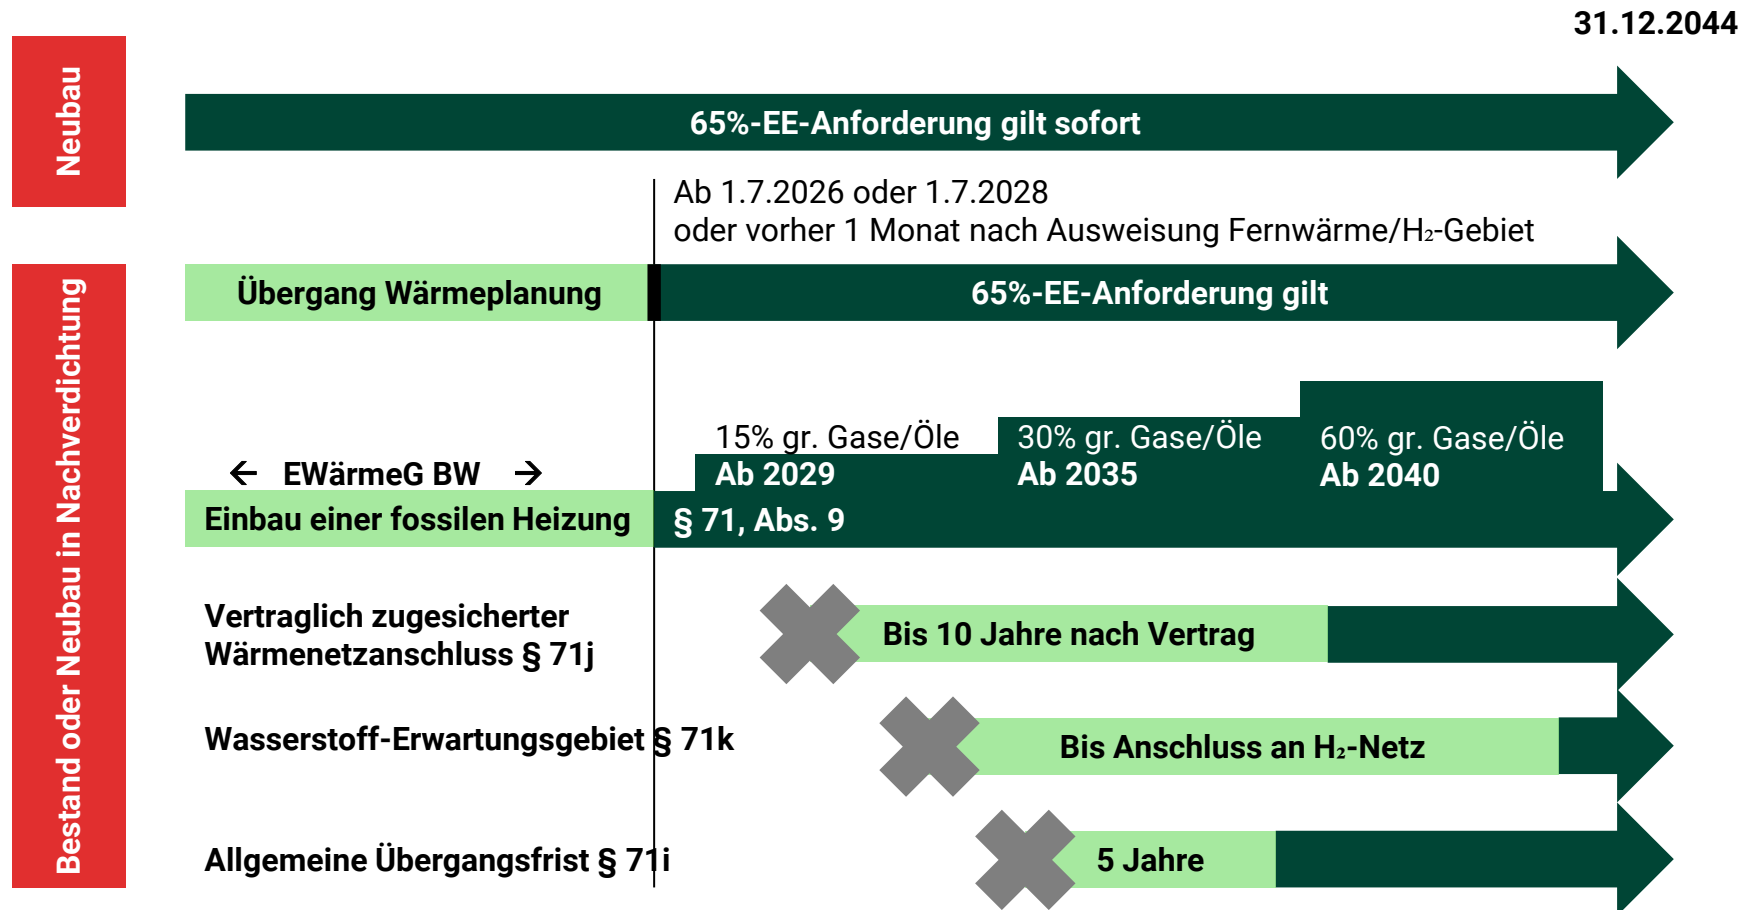 31.12.2044
Neubau
65%-EE-Anforderung gilt sofort
Ab 1.7.2026 oder 1.7.2028
oder vorher 1 Monat nach Ausweisung Fernwärme/H₂-Gebiet
Bestand oder Neubau in Nachverdichtung
Übergang Wärmeplanung
65%-EE-Anforderung gilt
15% gr. Gase/Öle
Ab 2029
30% gr. Gase/Öle
Ab 2035
60% gr. Gase/Öle
Ab 2040
← EWärmeG BW →
Einbau einer fossilen Heizung
§ 71, Abs. 9
Vertraglich zugesicherter
Wärmenetzanschluss § 71j
Bis 10 Jahre nach Vertrag
Wasserstoff-Erwartungsgebiet § 71k
Bis Anschluss an H₂-Netz
Allgemeine Übergangsfrist § 71i
5 Jahre